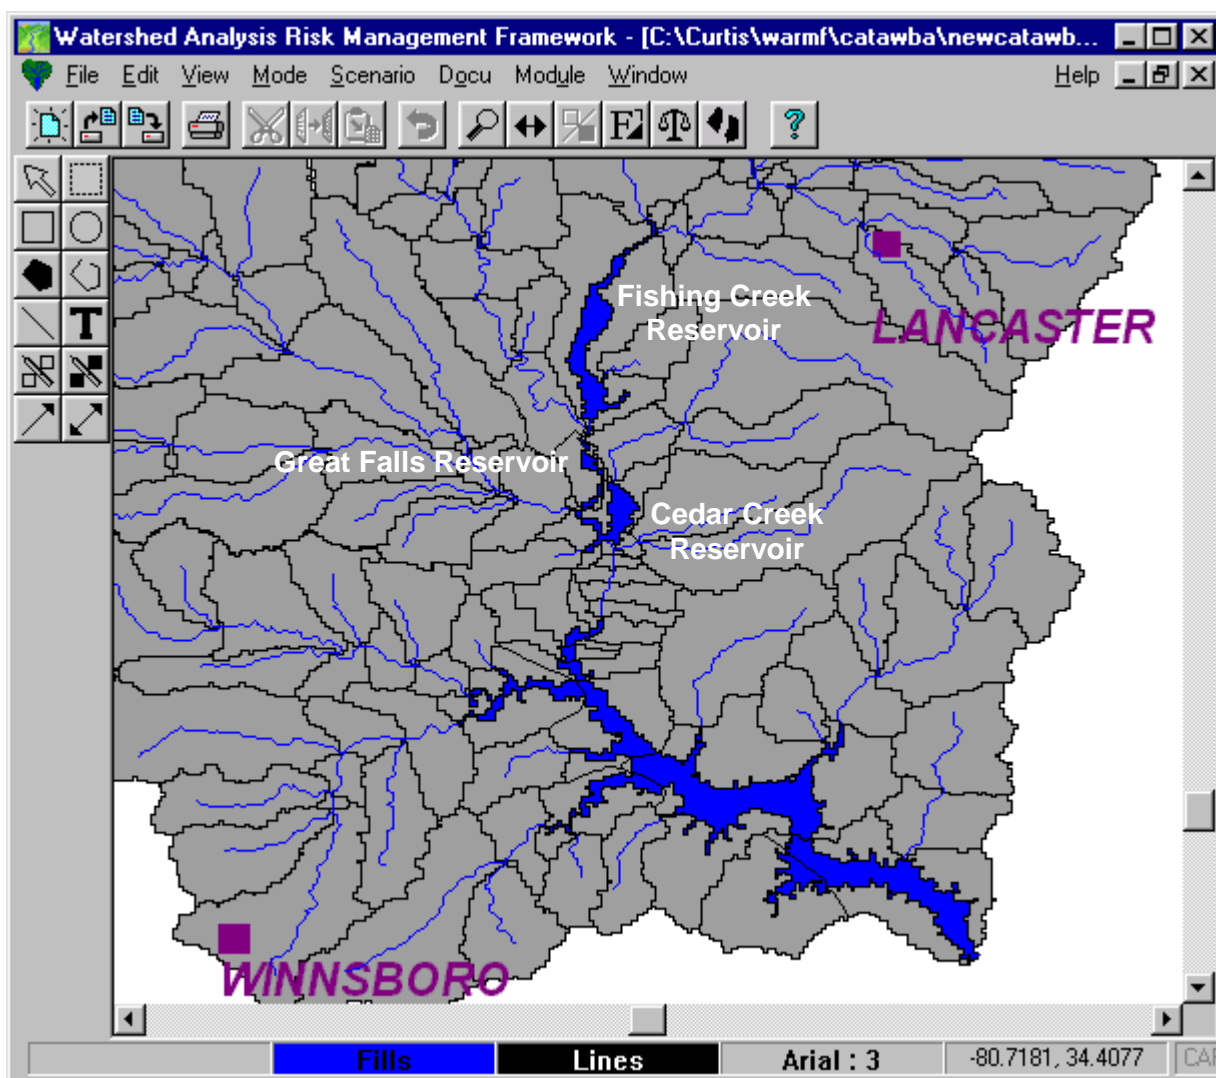 Watershed Analysis Risk Management Framework - [C:\Curtis\warmf\catawba\newcatawb...
File Edit View Mode Scenario Docu Module Window Help
Fishing Creek
Reservoir
LANCASTER
Great Falls Reservoir
Cedar Creek
Reservoir
WINNSBORO
Fills Lines Arial : 3 -80.7181, 34.4077